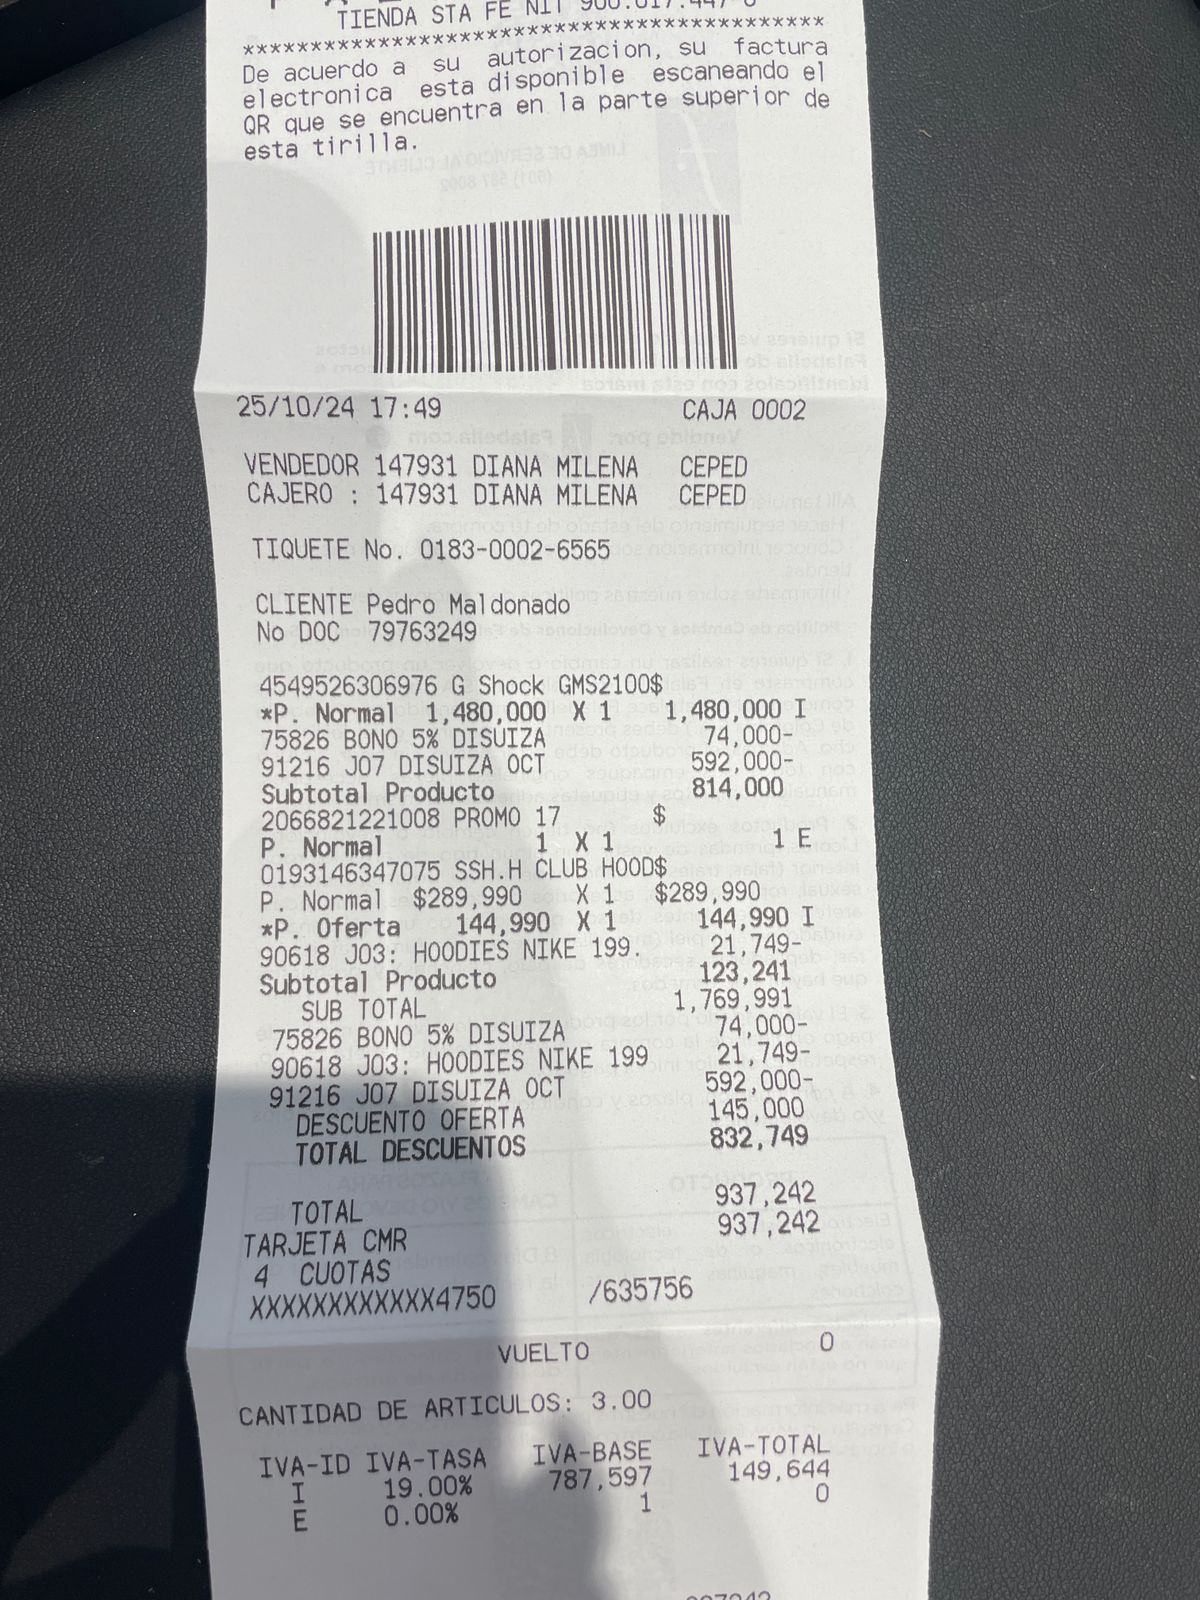 TIENDA STA FE NIT 900.017.447-8
****************************************
De acuerdo a su autorizacion, su factura
electronica esta disponible escaneando el
QR que se encuentra en la parte superior de
esta tirilla.
25/10/24 17:49 CAJA 0002
VENDEDOR 147931 DIANA MILENA CEPED
CAJERO : 147931 DIANA MILENA CEPED
TIQUETE No. 0183-0002-6565
CLIENTE Pedro Maldonado
No DOC 79763249
4549526306976 G Shock GMS2100$
*P. Normal 1,480,000 X 1 1,480,000 I
75826 BONO 5% DISUIZA 74,000-
91216 J07 DISUIZA OCT 592,000-
Subtotal Producto 814,000
2066821221008 PROMO 17 $
P. Normal 1 X 1 1 E
0193146347075 SSH.H CLUB HOOD$
P. Normal $289,990 X 1 $289,990
*P. Oferta 144,990 X 1 144,990 I
90618 J03: HOODIES NIKE 199. 21,749-
Subtotal Producto 123,241
SUB TOTAL 1,769,991
75826 BONO 5% DISUIZA 74,000-
90618 J03: HOODIES NIKE 199 21,749-
91216 J07 DISUIZA OCT 592,000-
DESCUENTO OFERTA 145,000
TOTAL DESCUENTOS 832,749
TOTAL 937,242
TARJETA CMR 937,242
4 CUOTAS
XXXXXXXXXXXX4750 /635756
VUELTO 0
CANTIDAD DE ARTICULOS: 3.00
IVA-ID IVA-TASA IVA-BASE IVA-TOTAL
I 19.00% 787,597 149,644
E 0.00% 1 0